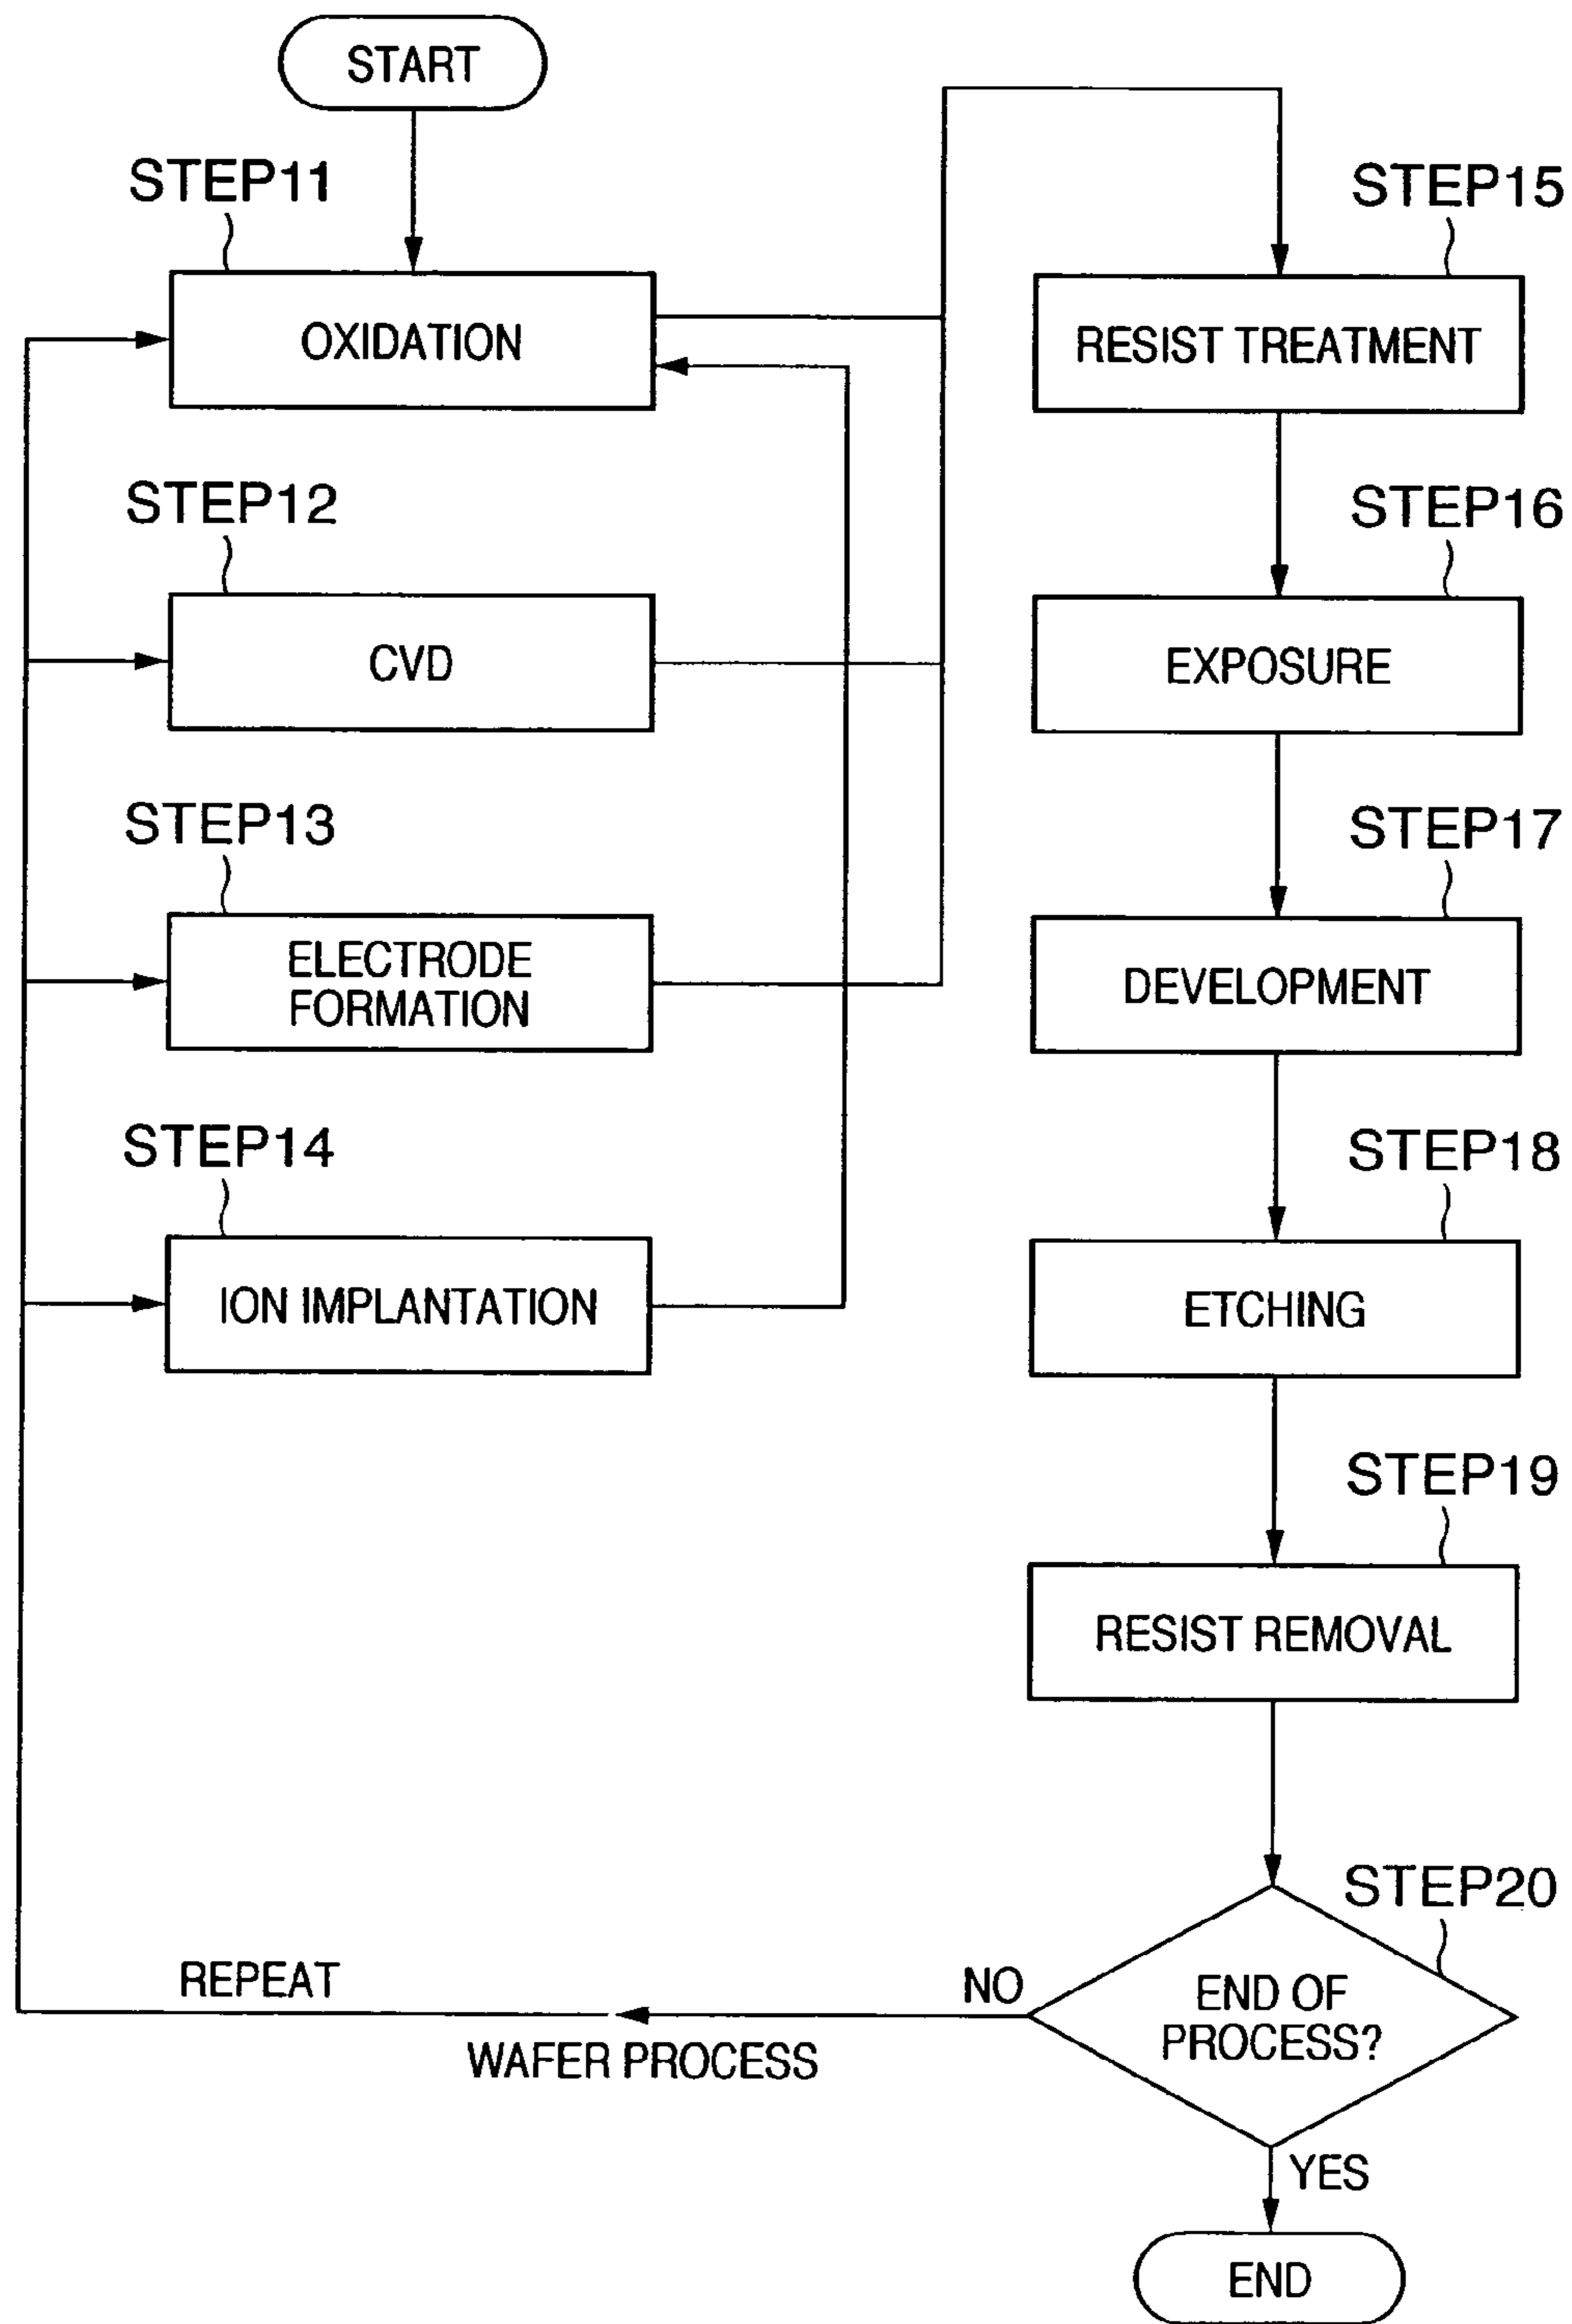 START
STEP11
OXIDATION
STEP12
CVD
STEP13
ELECTRODE
FORMATION
STEP14
ION IMPLANTATION
STEP15
RESIST TREATMENT
STEP16
EXPOSURE
STEP17
DEVELOPMENT
STEP18
ETCHING
STEP19
RESIST REMOVAL
STEP20
END OF
PROCESS?
NO
REPEAT
WAFER PROCESS
YES
END